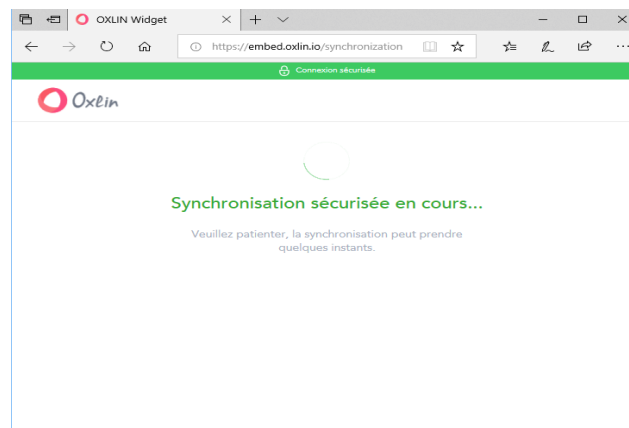 OXLIN Widget
https://embed.oxlin.io/synchronization
Connexion sécurisée
Oxlin
Synchronisation sécurisée en cours...
Veuillez patienter, la synchronisation peut prendre
quelques instants.